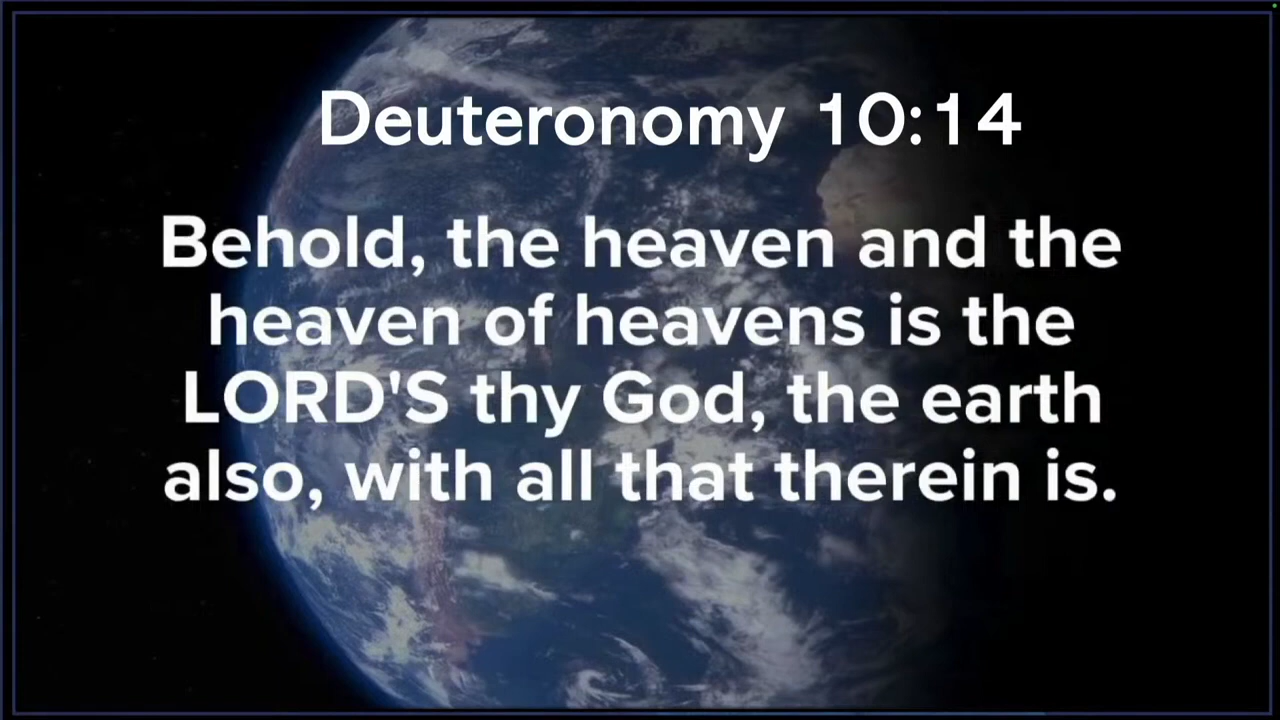 Deuteronomy 10:14
Behold, the heaven and the
heaven of heavens is the
LORD'S thy God, the earth
also, with all that therein is.